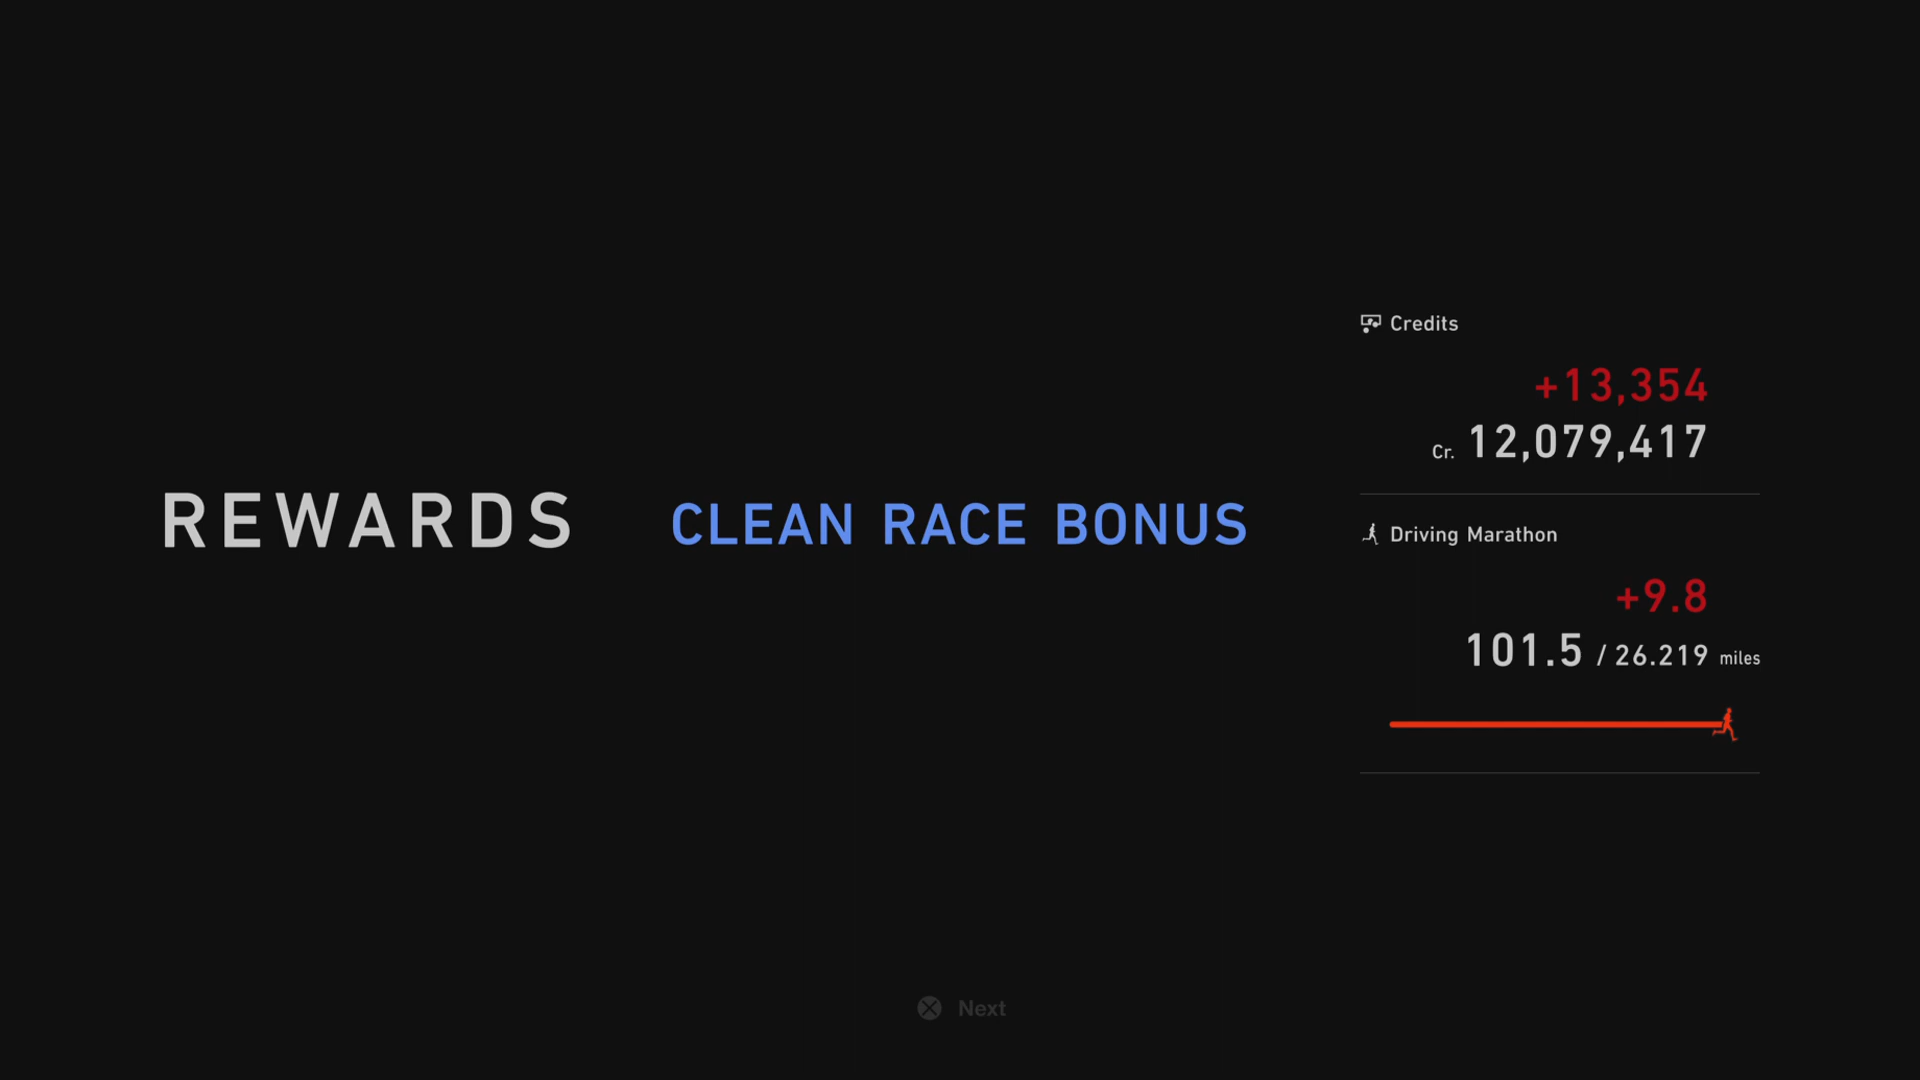 REWARDS
CLEAN RACE BONUS
Credits
+13,354
Cr. 12,079,417
Driving Marathon
+9.8
101.5 / 26.219 miles
Next